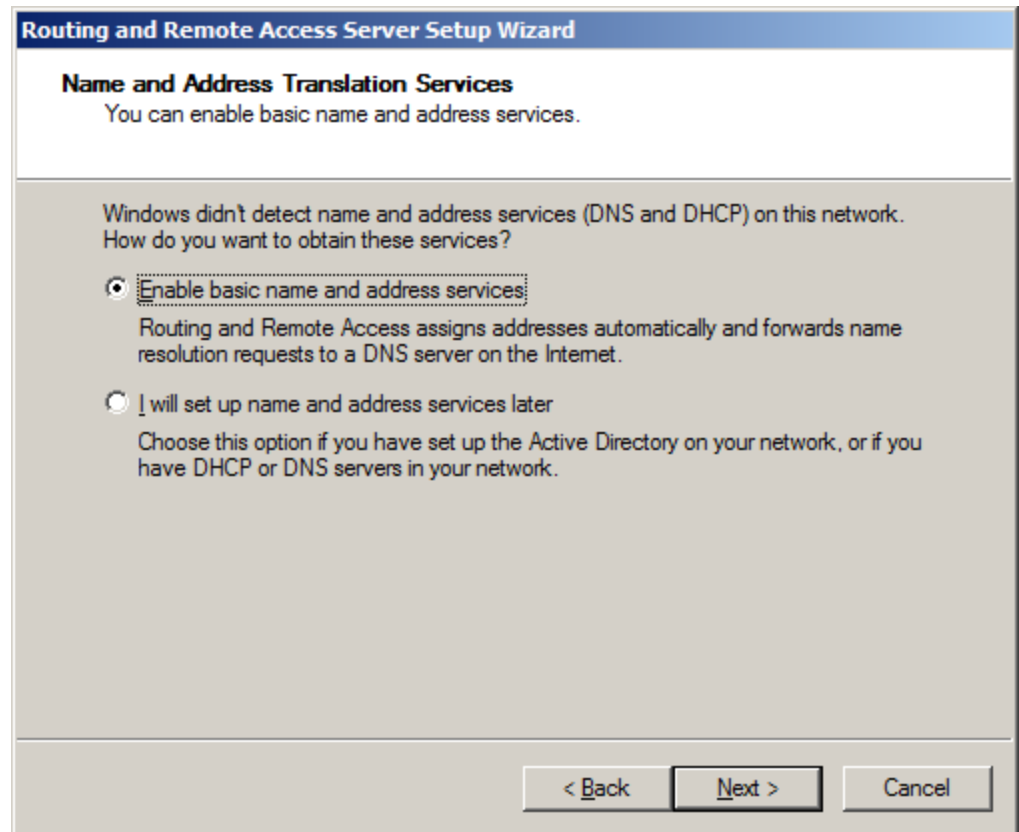 Routing and Remote Access Server Setup Wizard
Name and Address Translation Services
You can enable basic name and address services.
Windows didn't detect name and address services (DNS and DHCP) on this network.
How do you want to obtain these services?
Enable basic name and address services
Routing and Remote Access assigns addresses automatically and forwards name
resolution requests to a DNS server on the Internet.
I will set up name and address services later
Choose this option if you have set up the Active Directory on your network, or if you
have DHCP or DNS servers in your network.
< Back Next > Cancel